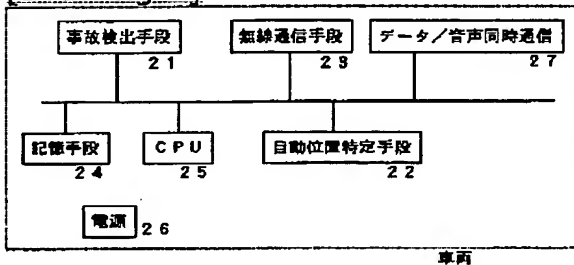 事故検出手段 無線通信手段 データ／音声同時通信
21 23 27
記憶手段 CPU 自動位置特定手段
24 25 22
電源 26
車両